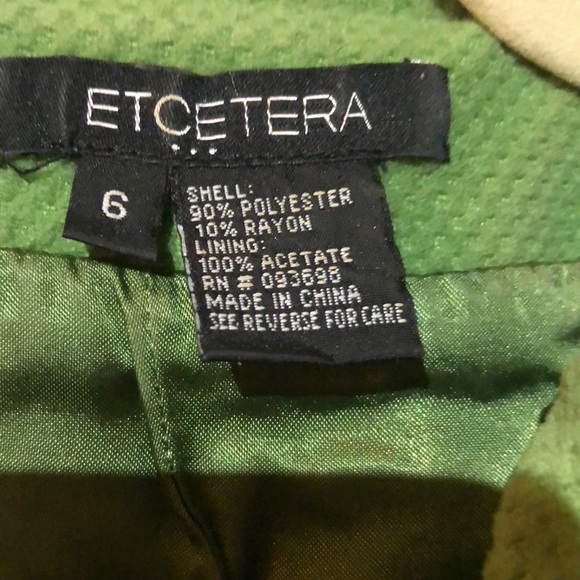 ETCETERA
...
6
SHELL:
90% POLYESTER
10% RAYON
LINING:
100% ACETATE
RN # 093698
MADE IN CHINA
SEE REVERSE FOR CARE